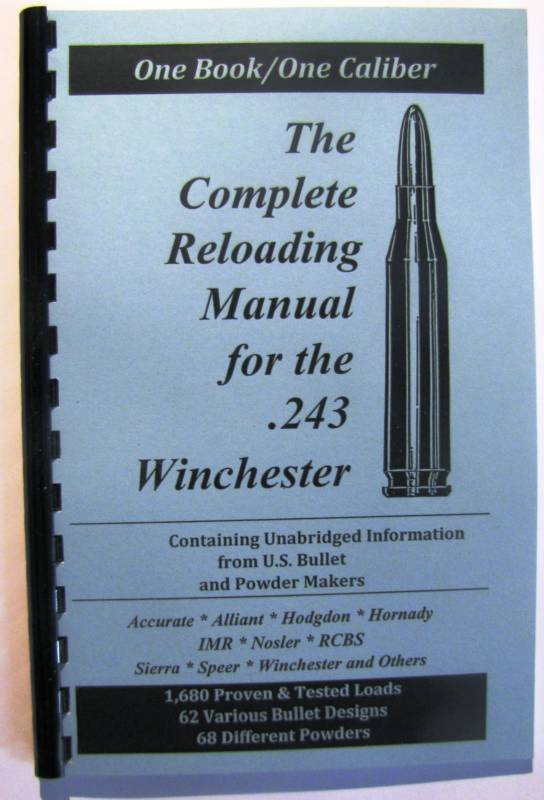 One Book/One Caliber
The
Complete
Reloading
Manual
for the
.243
Winchester
Containing Unabridged Information
from U.S. Bullet
and Powder Makers
Accurate * Alliant * Hodgdon * Hornady
IMR * Nosler * RCBS
Sierra * Speer * Winchester and Others
1,680 Proven & Tested Loads
62 Various Bullet Designs
68 Different Powders